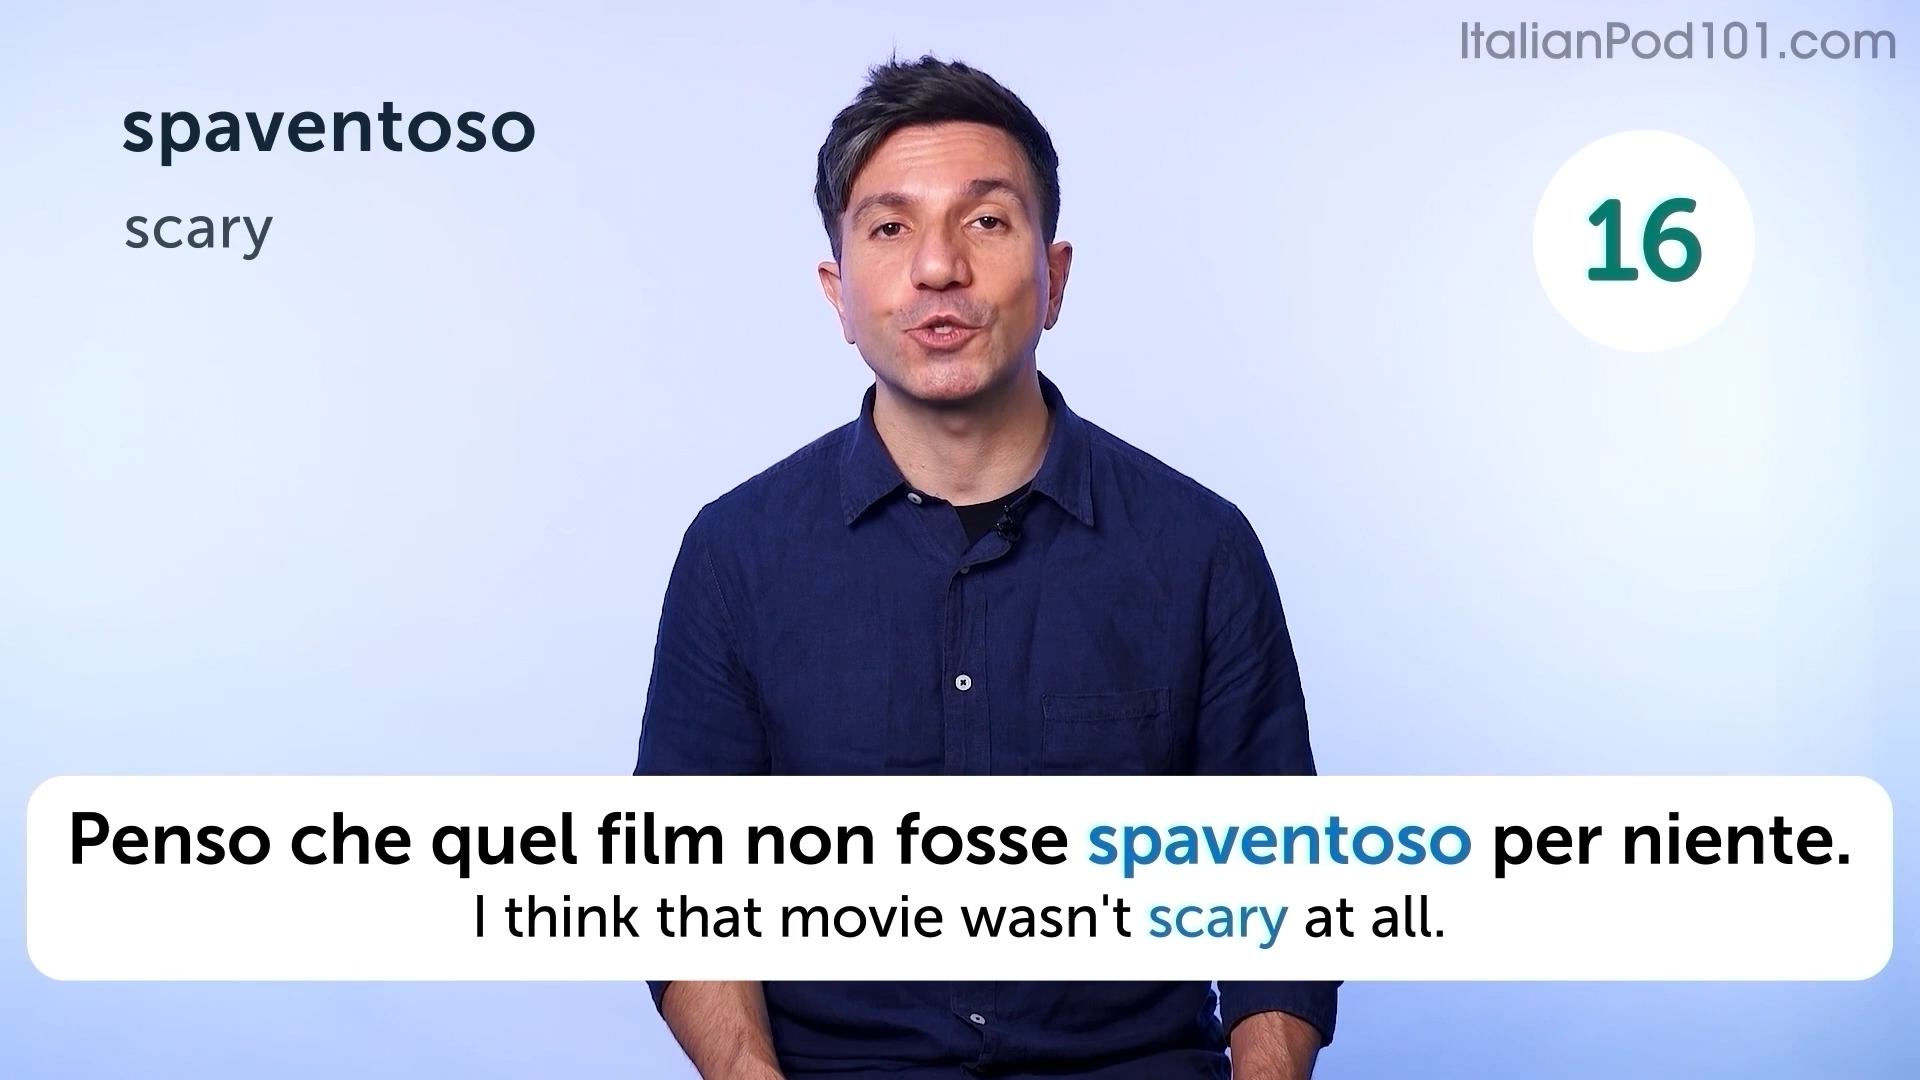 ItalianPod101.com
spaventoso
scary
16
Penso che quel film non fosse spaventoso per niente.
I think that movie wasn't scary at all.